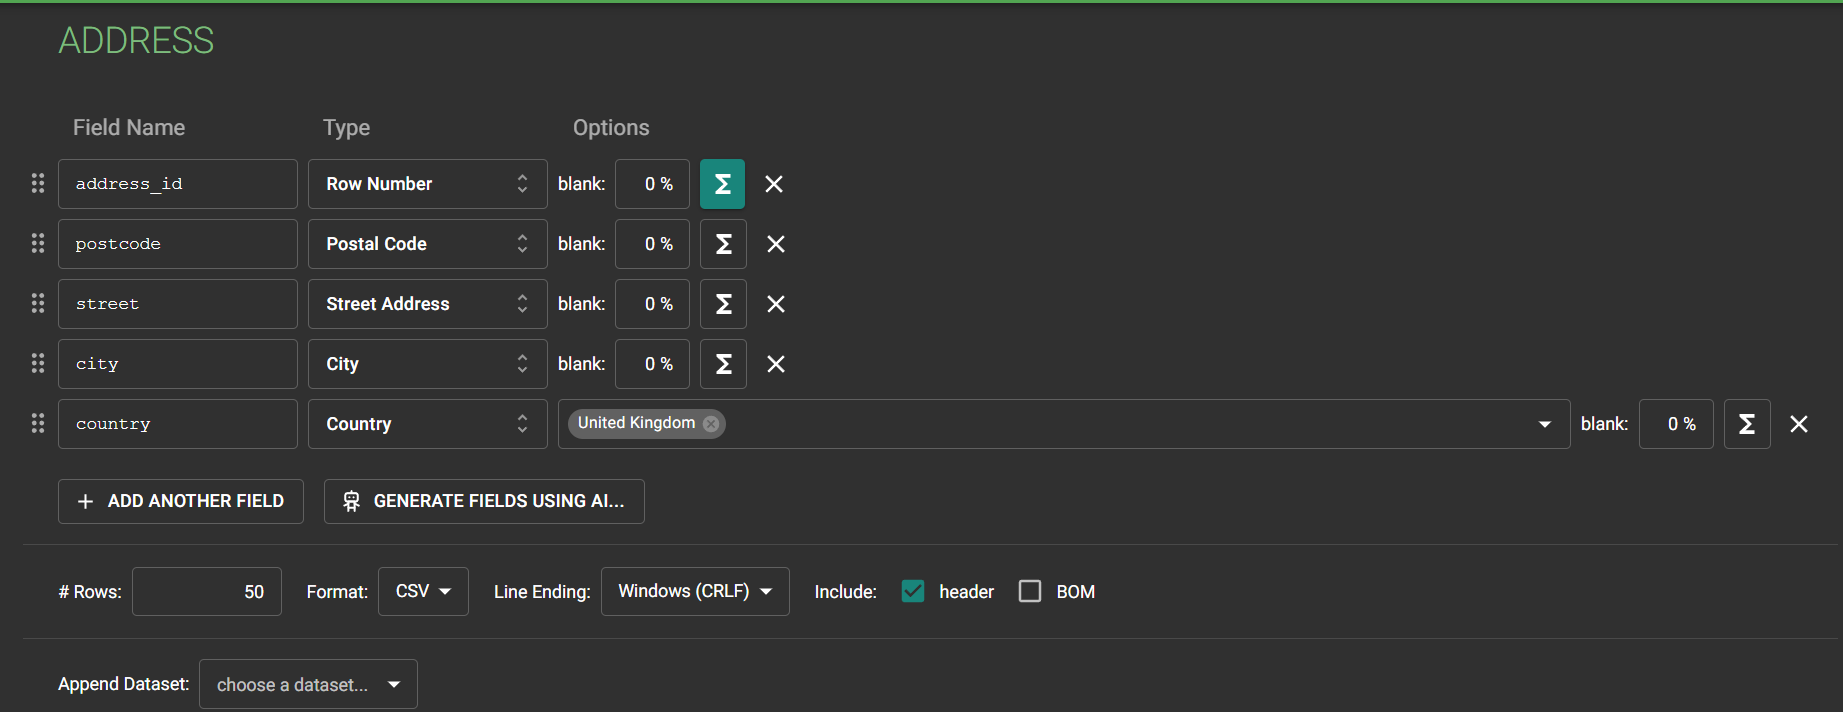 ADDRESS
Field Name Type Options
address_id Row Number blank: 0 % Σ
postcode Postal Code blank: 0 % Σ
street Street Address blank: 0 % Σ
city City blank: 0 % Σ
country Country United Kingdom blank: 0 % Σ
ADD ANOTHER FIELD GENERATE FIELDS USING AI...
# Rows: 50 Format: CSV Line Ending: Windows (CRLF) Include: header BOM
Append Dataset: choose a dataset...